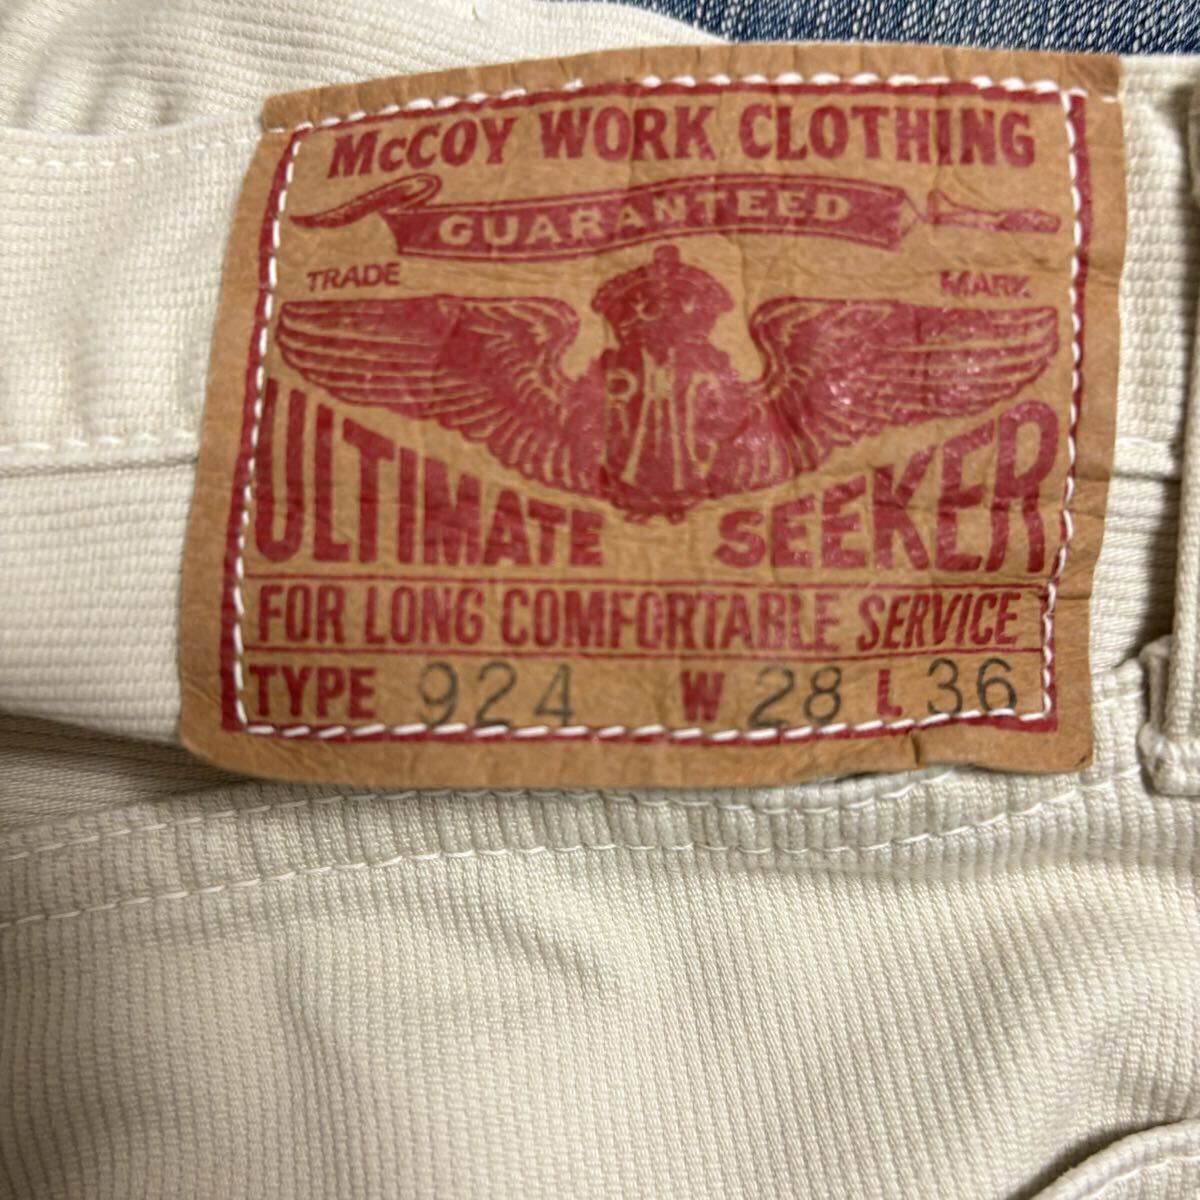 McCOY WORK CLOTHING
GUARANTEED
TRADE MARK
RMC
ULTIMATE SEEKER
FOR LONG COMFORTABLE SERVICE
TYPE 924 W 28 L 36